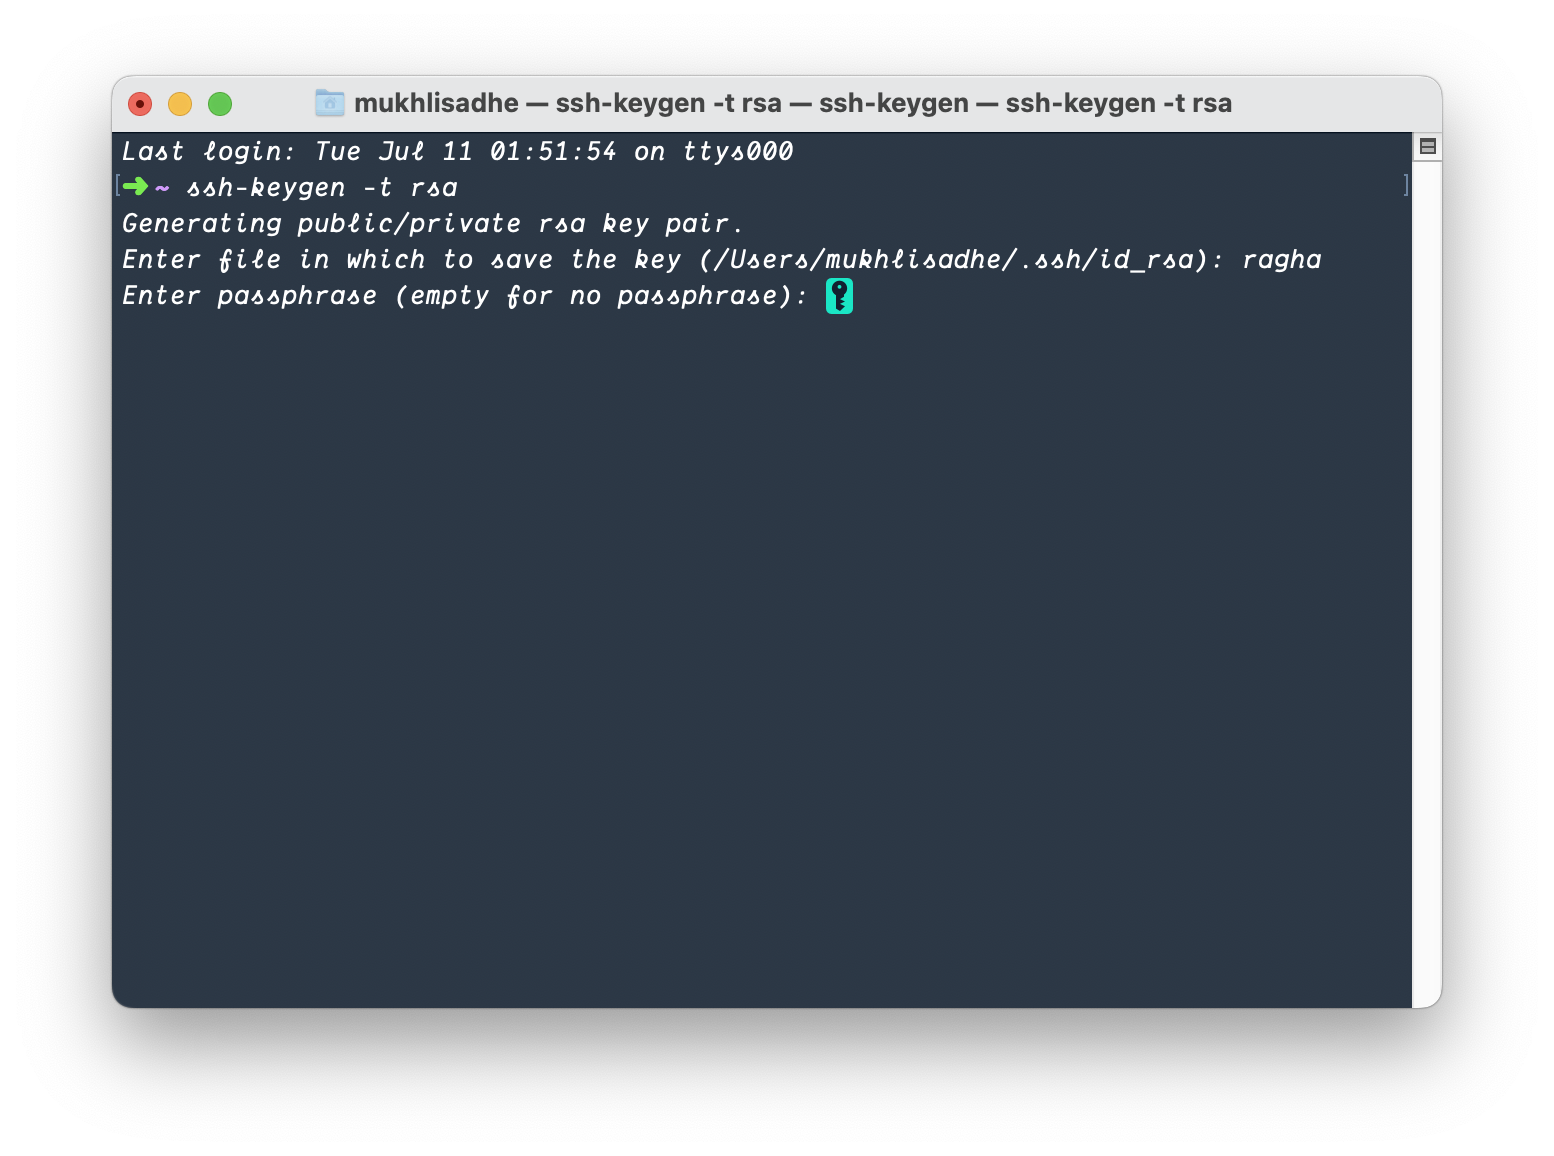 mukhlisadhe — ssh-keygen -t rsa — ssh-keygen — ssh-keygen -t rsa
Last login: Tue Jul 11 01:51:54 on ttys000
[➜ ~ ssh-keygen -t rsa ]
Generating public/private rsa key pair.
Enter file in which to save the key (/Users/mukhlisadhe/.ssh/id_rsa): ragha
Enter passphrase (empty for no passphrase):